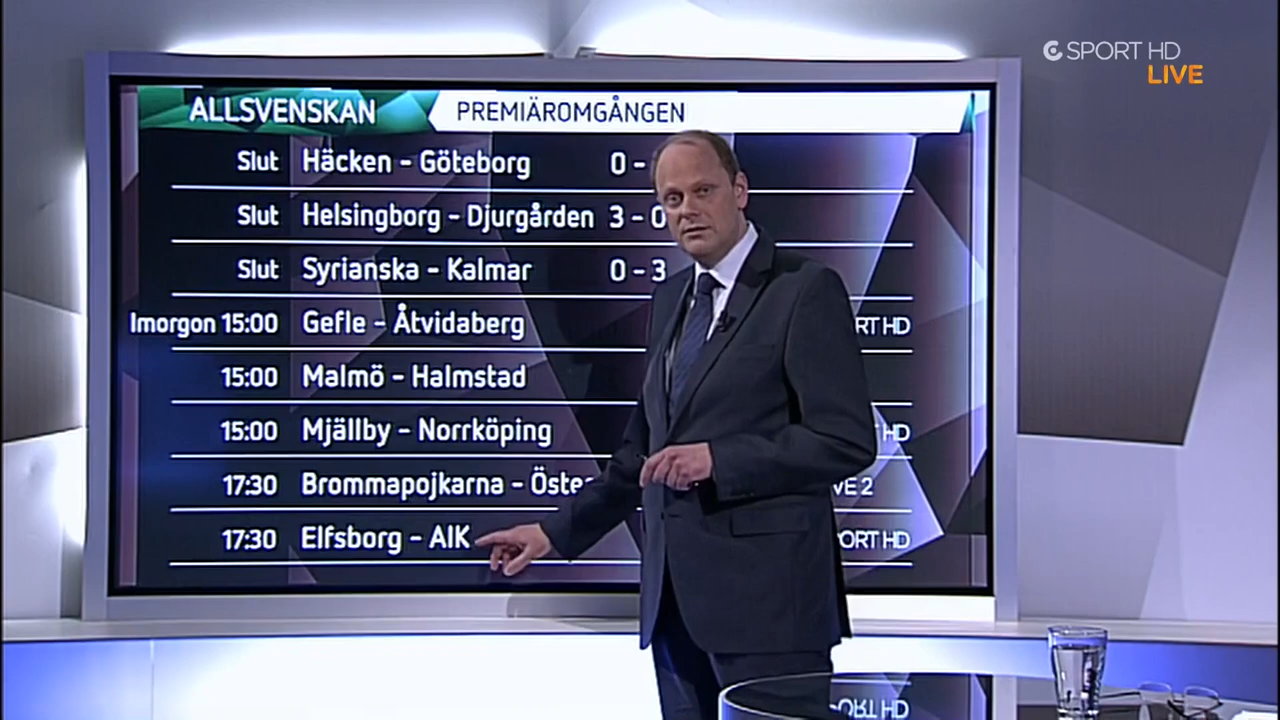 SPORT HD
LIVE
ALLSVENSKAN PREMIÄROMGÅNGEN
Slut Häcken - Göteborg 0 -
Slut Helsingborg - Djurgården 3 - 0
Slut Syrianska - Kalmar 0 - 3
Imorgon 15:00 Gefle - Åtvidaberg RT HD
15:00 Malmö - Halmstad
15:00 Mjällby - Norrköping T HD
17:30 Brommapojkarna - Öste VE 2
17:30 Elfsborg - AIK PORT HD